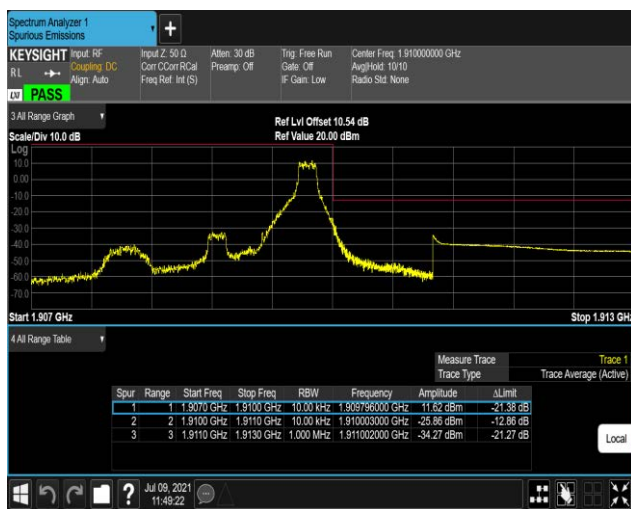 Spectrum Analyzer 1
Spurious Emissions
+
KEYSIGHT Input: RF Input Z: 50 Ω Atten: 30 dB Trig: Free Run Center Freq: 1.910000000 GHz
RL Coupling: DC Corr CCorr RCal Preamp: Off Gate: Off Avg|Hold: 10/10
Align: Auto Freq Ref: Int (S) IF Gain: Low Radio Std: None
LXI PASS
3 All Range Graph
Ref Lvl Offset 10.54 dB
Scale/Div 10.0 dB Ref Value 20.00 dBm
Log
10.0
0.00
-10.0
-20.0
-30.0
-40.0
-50.0
-60.0
-70.0
Start 1.907 GHz Stop 1.913 GHz
4 All Range Table
Measure Trace Trace 1
Trace Type Trace Average (Active)
Spur Range Start Freq Stop Freq RBW Frequency Amplitude ΔLimit
1 1 1.9070 GHz 1.9100 GHz 10.00 kHz 1.909796000 GHz 11.62 dBm -21.38 dB
2 2 1.9100 GHz 1.9110 GHz 10.00 kHz 1.910003000 GHz -25.86 dBm -12.86 dB
3 3 1.9110 GHz 1.9130 GHz 1.000 MHz 1.911002000 GHz -34.27 dBm -21.27 dB
Local
? Jul 09, 2021
11:49:22